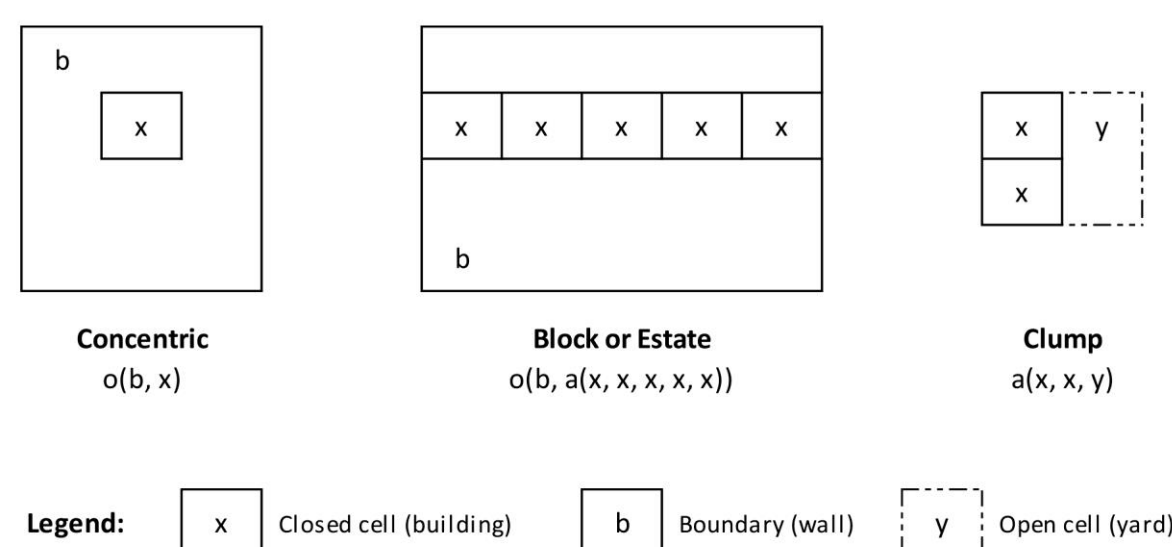 b
x
Concentric
o(b, x)
x x x x x
b
Block or Estate
o(b, a(x, x, x, x, x))
x y
x
Clump
a(x, x, y)
Legend: x Closed cell (building) b Boundary (wall) y Open cell (yard)